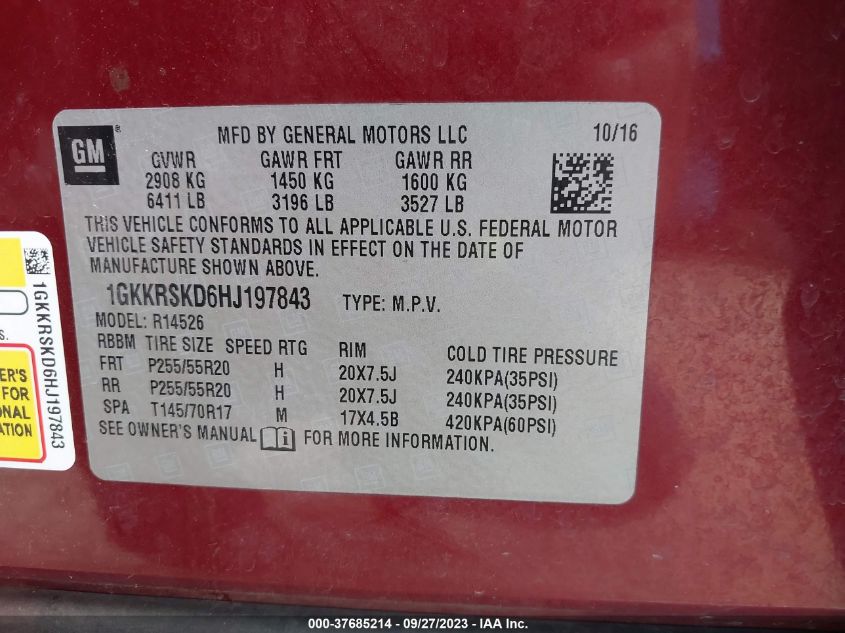 GM ®
MFD BY GENERAL MOTORS LLC 10/16
GVWR GAWR FRT GAWR RR
2908 KG 1450 KG 1600 KG
6411 LB 3196 LB 3527 LB
THIS VEHICLE CONFORMS TO ALL APPLICABLE U.S. FEDERAL MOTOR
VEHICLE SAFETY STANDARDS IN EFFECT ON THE DATE OF
MANUFACTURE SHOWN ABOVE.
1GKKRSKD6HJ197843 TYPE: M.P.V.
MODEL: R14526
RBBM TIRE SIZE SPEED RTG RIM COLD TIRE PRESSURE
FRT P255/55R20 H 20X7.5J 240KPA(35PSI)
RR P255/55R20 H 20X7.5J 240KPA(35PSI)
SPA T145/70R17 M 17X4.5B 420KPA(60PSI)
SEE OWNER'S MANUAL FOR MORE INFORMATION.
1GKKRSKD6HJ197843
S.
ER'S
FOR
ONAL
ATION
000-37685214 - 09/27/2023 - IAA Inc.